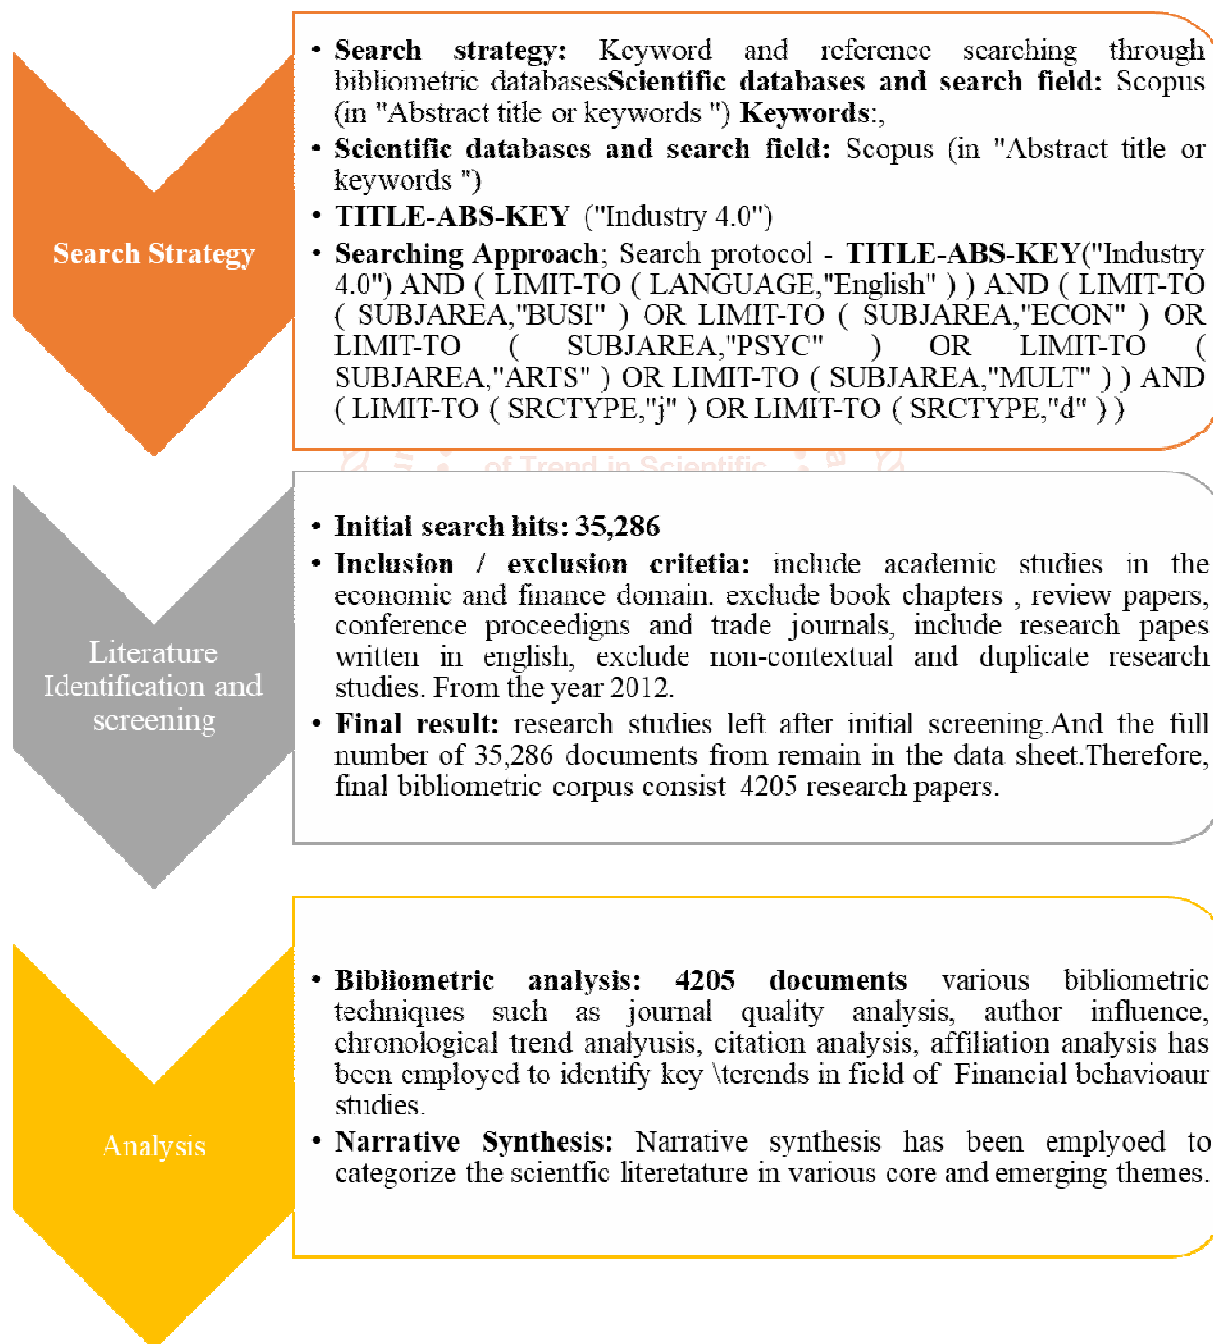 Search Strategy
• Search strategy: Keyword and reference searching through
bibliometric databasesScientific databases and search field: Scopus
(in "Abstract title or keywords ") Keywords:,
• Scientific databases and search field: Scopus (in "Abstract title or
keywords ")
• TITLE-ABS-KEY ("Industry 4.0")
• Searching Approach; Search protocol - TITLE-ABS-KEY("Industry
4.0") AND ( LIMIT-TO ( LANGUAGE,"English" ) ) AND ( LIMIT-TO
( SUBJAREA,"BUSI" ) OR LIMIT-TO ( SUBJAREA,"ECON" ) OR
LIMIT-TO ( SUBJAREA,"PSYC" ) OR LIMIT-TO (
SUBJAREA,"ARTS" ) OR LIMIT-TO ( SUBJAREA,"MULT" ) ) AND
( LIMIT-TO ( SRCTYPE,"j" ) OR LIMIT-TO ( SRCTYPE,"d" ) )
of Trend in Scientific
Literature
Identification and
screening
• Initial search hits: 35,286
• Inclusion / exclusion critetia: include academic studies in the
economic and finance domain. exclude book chapters , review papers,
conference proceedigns and trade journals, include research papes
written in english, exclude non-contextual and duplicate research
studies. From the year 2012.
• Final result: research studies left after initial screening.And the full
number of 35,286 documents from remain in the data sheet.Therefore,
final bibliometric corpus consist 4205 research papers.
Analysis
• Bibliometric analysis: 4205 documents various bibliometric
techniques such as journal quality analysis, author influence,
chronological trend analyusis, citation analysis, affiliation analysis has
been employed to identify key \terends in field of Financial behavioaur
studies.
• Narrative Synthesis: Narrative synthesis has been emplyoed to
categorize the scientfic literetature in various core and emerging themes.